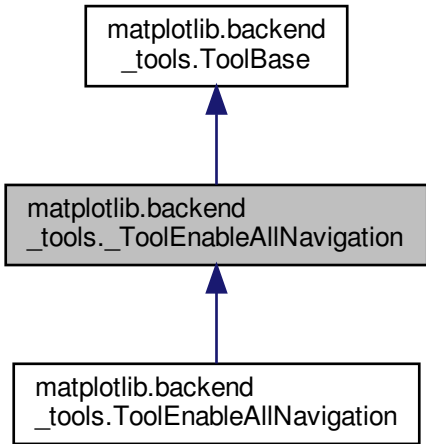 matplotlib.backend
_tools.ToolBase
matplotlib.backend
_tools._ToolEnableAllNavigation
matplotlib.backend
_tools.ToolEnableAllNavigation